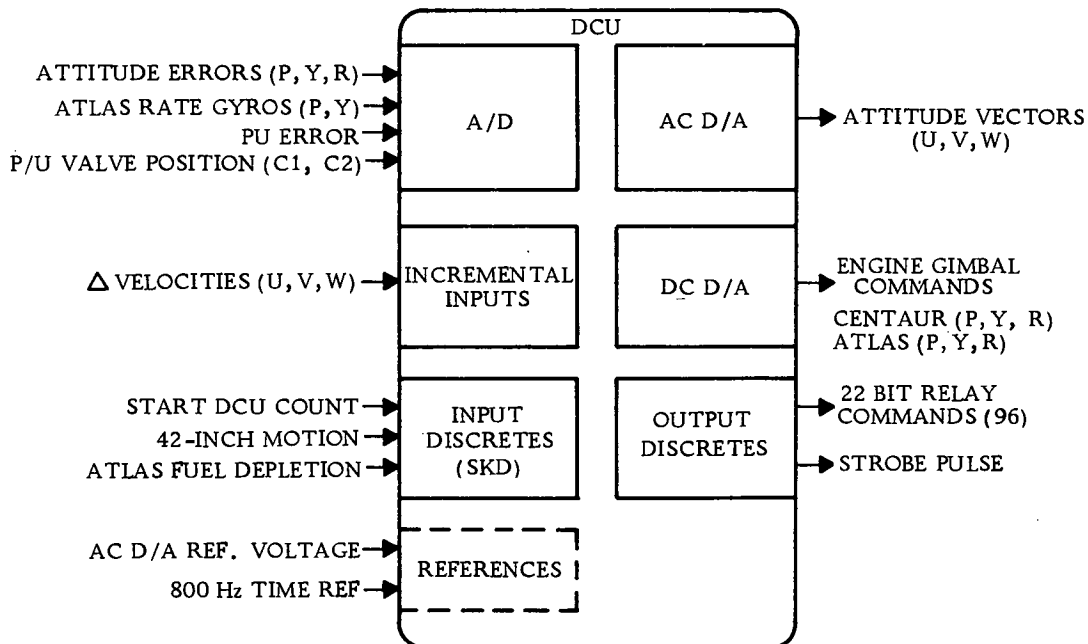 DCU
ATTITUDE ERRORS (P, Y, R)
ATLAS RATE GYROS (P, Y)
PU ERROR
P/U VALVE POSITION (C1, C2)
A/D
AC D/A
ATTITUDE VECTORS
(U, V, W)
Δ VELOCITIES (U, V, W)
INCREMENTAL
INPUTS
DC D/A
ENGINE GIMBAL
COMMANDS
CENTAUR (P, Y, R)
ATLAS (P, Y, R)
START DCU COUNT
42-INCH MOTION
ATLAS FUEL DEPLETION
INPUT
DISCRETES
(SKD)
OUTPUT
DISCRETES
22 BIT RELAY
COMMANDS (96)
STROBE PULSE
AC D/A REF. VOLTAGE
800 Hz TIME REF
REFERENCES